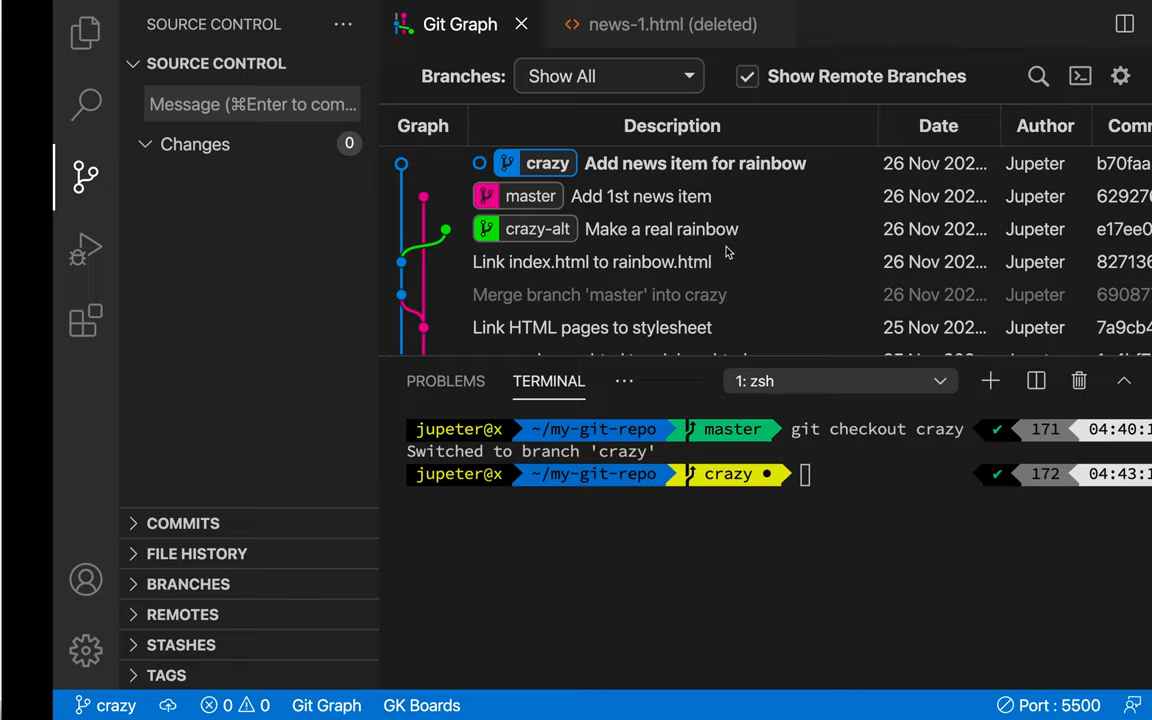 SOURCE CONTROL ···
Git Graph
news-1.html (deleted)
SOURCE CONTROL
Message (⌘Enter to com...
Changes 0
Branches: Show All
Show Remote Branches
Graph Description Date Author Comm
crazy Add news item for rainbow 26 Nov 202... Jupeter b70faa
master Add 1st news item 26 Nov 202... Jupeter 629270
crazy-alt Make a real rainbow 26 Nov 202... Jupeter e17ee0
Link index.html to rainbow.html 26 Nov 202... Jupeter 827136
Merge branch 'master' into crazy 26 Nov 202... Jupeter 69087
Link HTML pages to stylesheet 25 Nov 202... Jupeter 7a9cb4
PROBLEMS TERMINAL ··· 1: zsh
jupeter@x ~/my-git-repo master git checkout crazy ✔ 171 04:40:1
Switched to branch 'crazy'
jupeter@x ~/my-git-repo crazy ● ✔ 172 04:43:1
COMMITS
FILE HISTORY
BRANCHES
REMOTES
STASHES
TAGS
crazy 0 0 Git Graph GK Boards Port : 5500